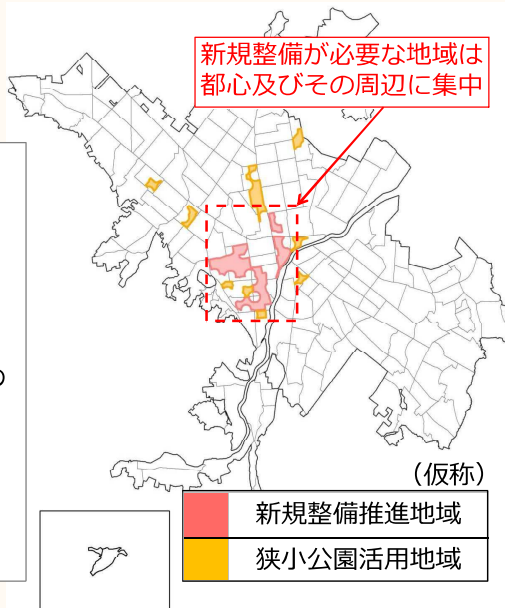 新規整備が必要な地域は
都心及びその周辺に集中
の
(仮称)
新規整備推進地域
狭小公園活用地域